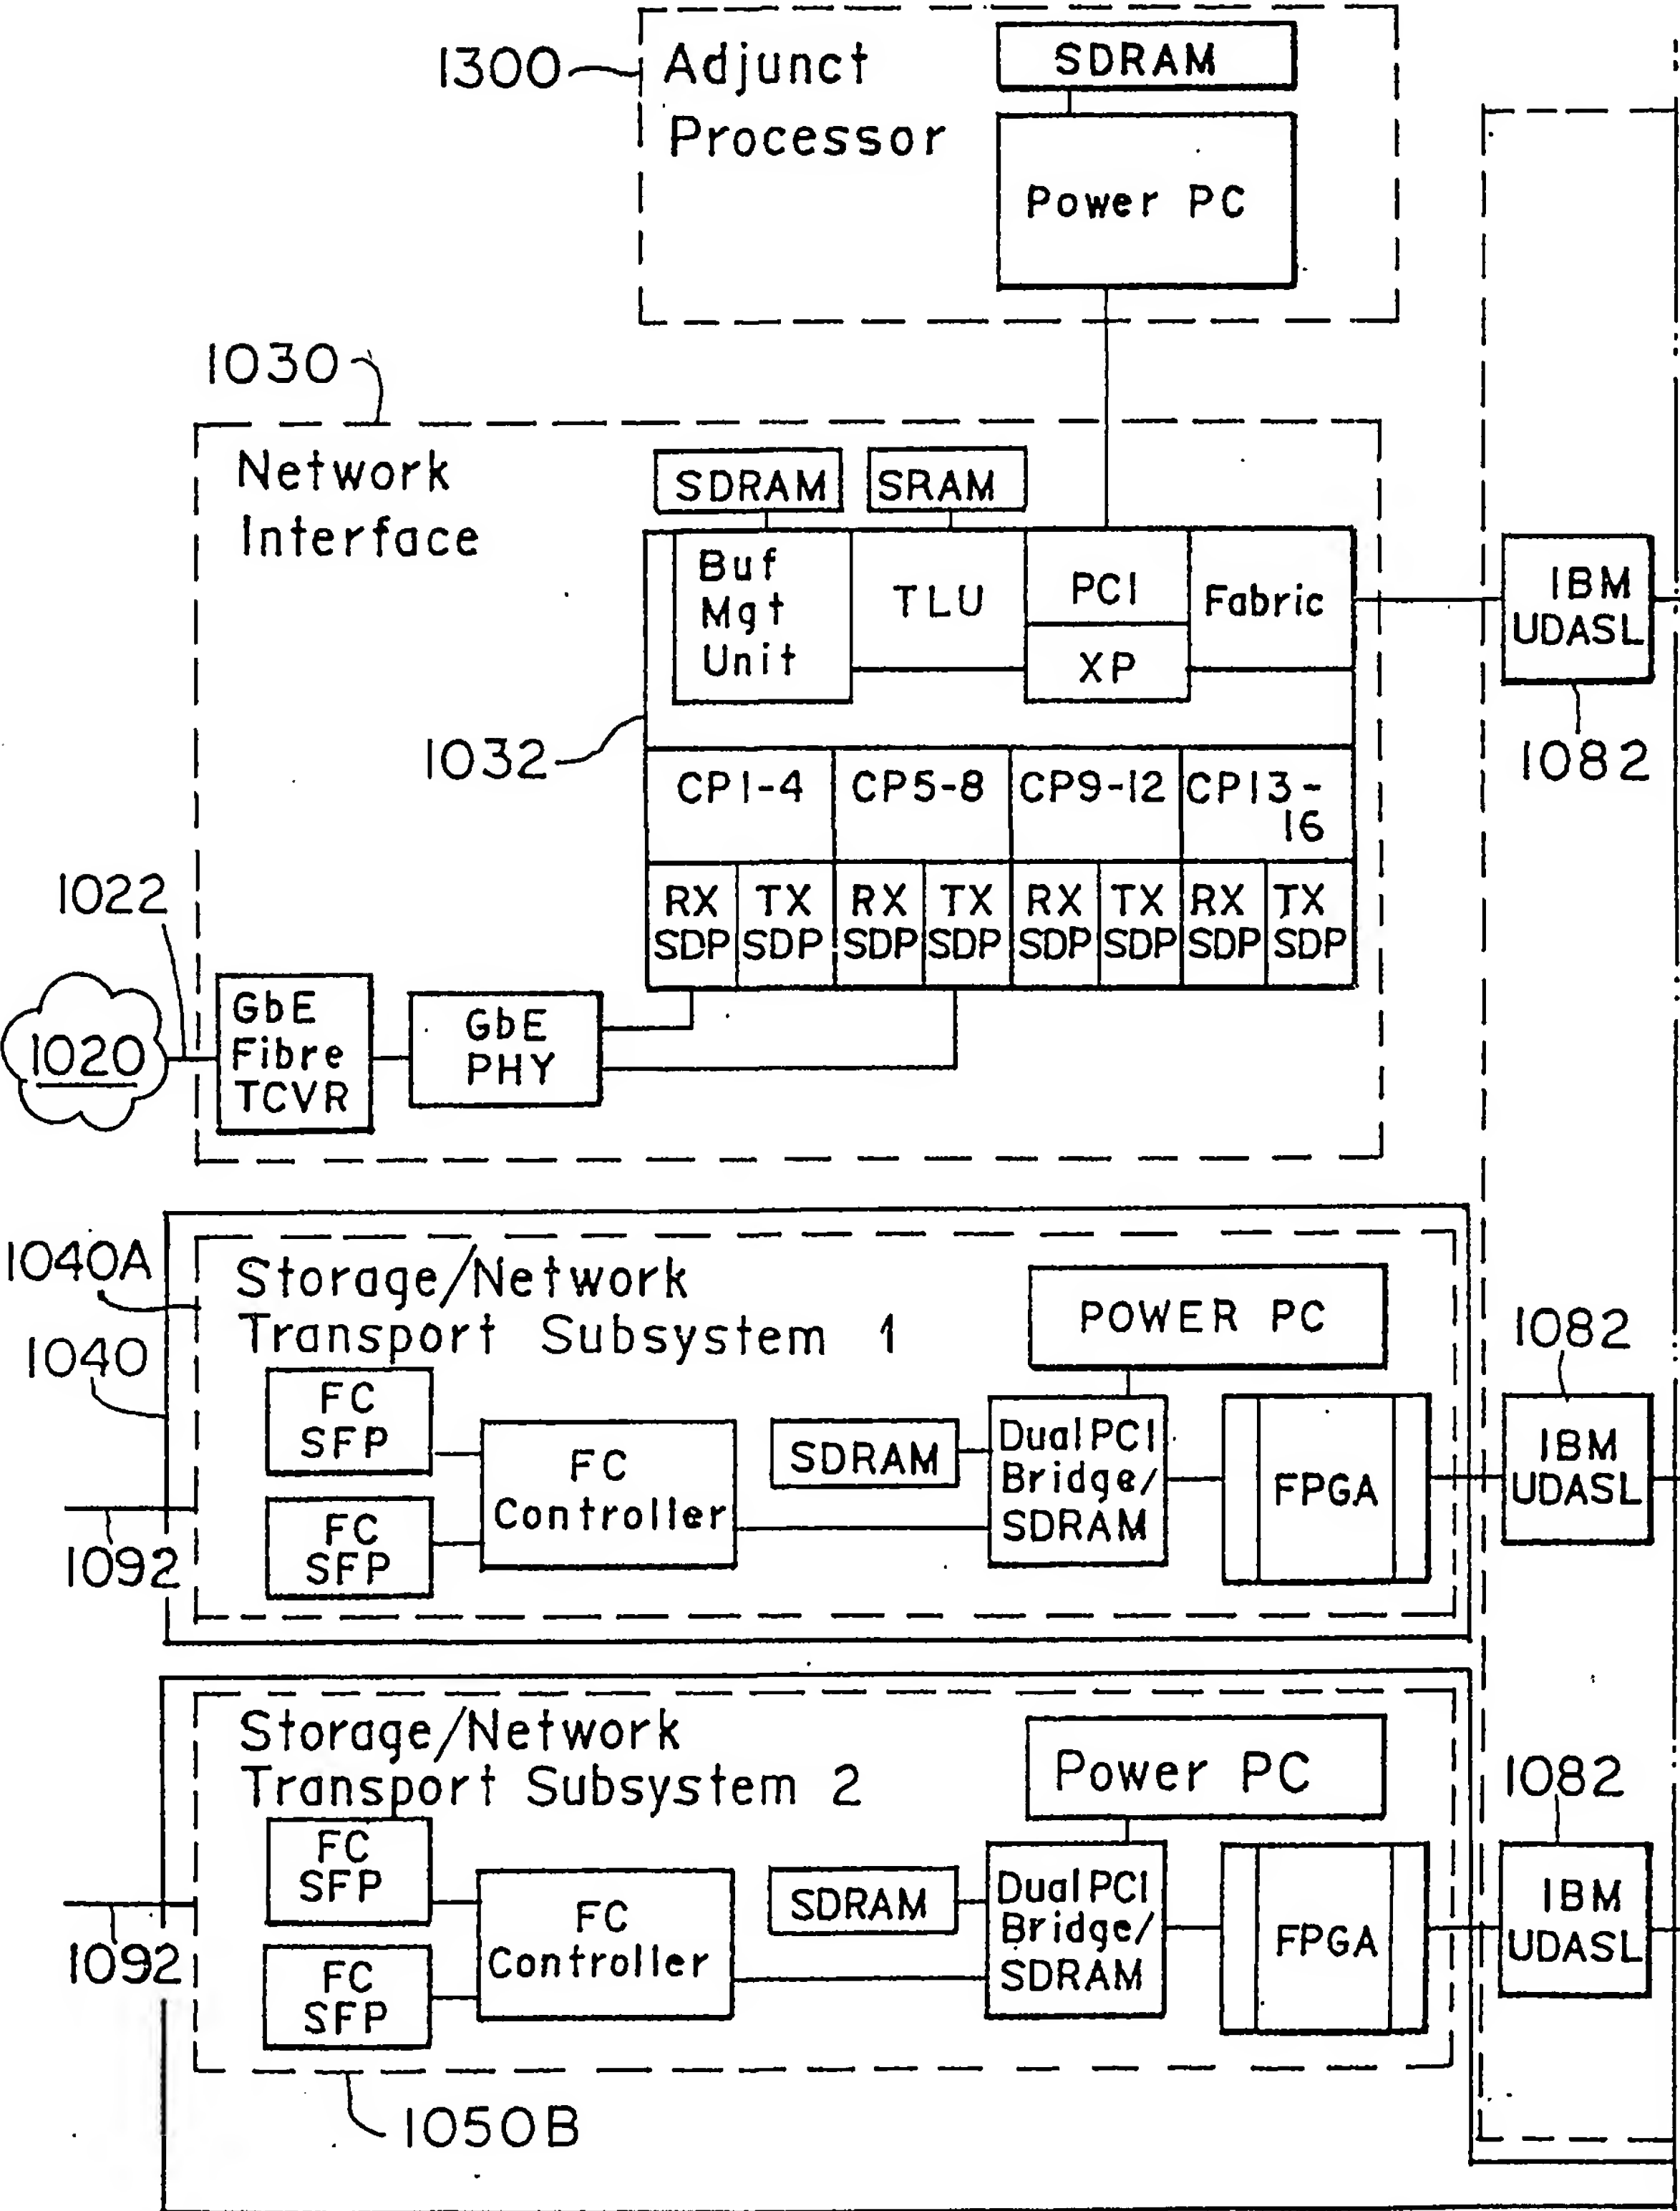 1300
Adjunct
Processor
SDRAM
Power PC
1030
Network
Interface
SDRAM
SRAM
Buf
Mgt
Unit
TLU
PCI
XP
Fabric
IBM
UDASL
1082
1032
CP1-4
CP5-8
CP9-12
CP13-
16
RX
SDP
TX
SDP
RX
SDP
TX
SDP
RX
SDP
TX
SDP
RX
SDP
TX
SDP
1022
1020
GbE
Fibre
TCVR
GbE
PHY
1040A
1040
Storage/Network
Transport Subsystem 1
POWER PC
1082
FC
SFP
FC
SFP
FC
Controller
SDRAM
Dual PCI
Bridge/
SDRAM
FPGA
IBM
UDASL
1092
Storage/Network
Transport Subsystem 2
Power PC
1082
FC
SFP
FC
SFP
FC
Controller
SDRAM
Dual PCI
Bridge/
SDRAM
FPGA
IBM
UDASL
1092
1050B